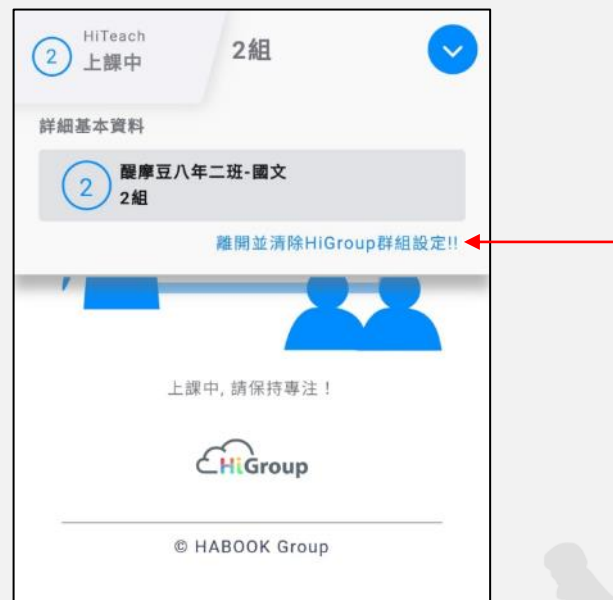 2
HiTeach
上課中
2組
詳細基本資料
2
醍摩豆八年二班-國文
2組
離開並清除HiGroup群組設定!!
上課中, 請保持專注！
HiGroup
© HABOOK Group